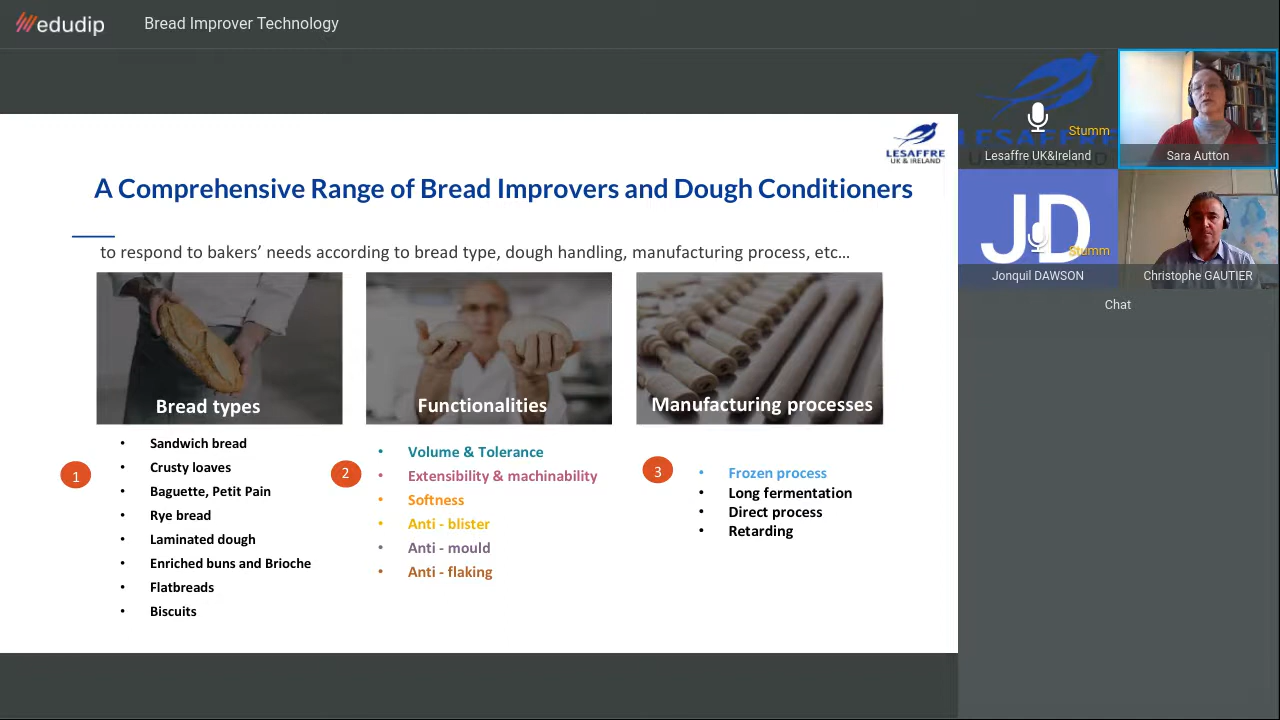 edudip
Bread Improver Technology
LESAFFRE
UK & IRELAND
A Comprehensive Range of Bread Improvers and Dough Conditioners
to respond to bakers’ needs according to bread type, dough handling, manufacturing process, etc...
Bread types
Functionalities
Manufacturing processes
1
• Sandwich bread
• Crusty loaves
• Baguette, Petit Pain
• Rye bread
• Laminated dough
• Enriched buns and Brioche
• Flatbreads
• Biscuits
2
• Volume & Tolerance
• Extensibility & machinability
• Softness
• Anti - blister
• Anti - mould
• Anti - flaking
3
• Frozen process
• Long fermentation
• Direct process
• Retarding
LESAFFRE
Stumm
Lesaffre UK&Ireland
Sara Autton
JD
Stumm
Jonquil DAWSON
Christophe GAUTIER
Chat